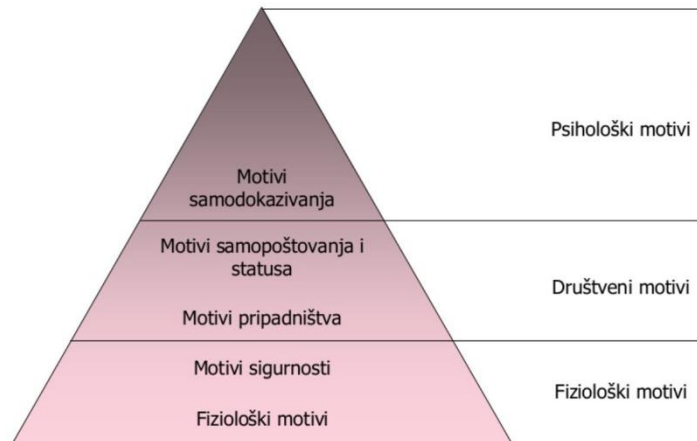 Psihološki motivi
Motivi
samodokazivanja
Motivi samopoštovanja i
statusa
Društveni motivi
Motivi pripadništva
Motivi sigurnosti
Fiziološki motivi
Fiziološki motivi